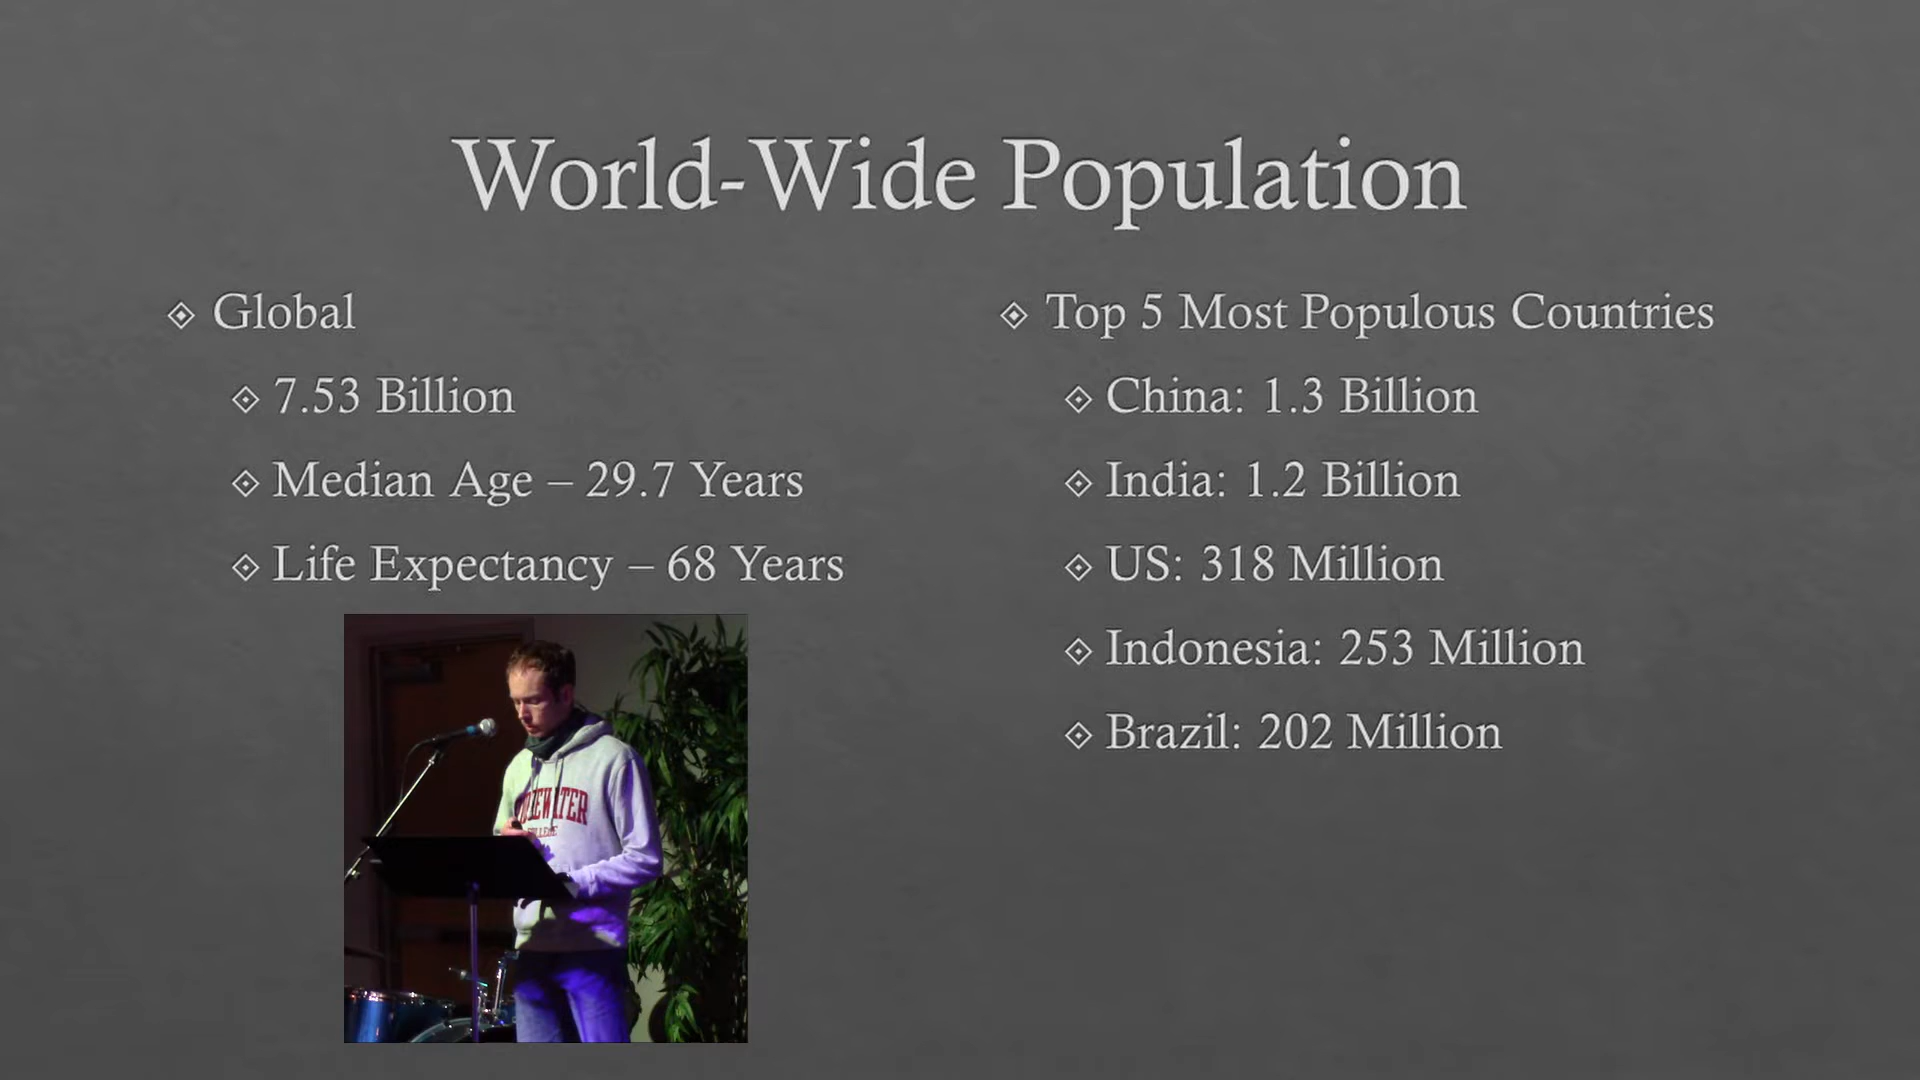 World-Wide Population
Global
7.53 Billion
Median Age – 29.7 Years
Life Expectancy – 68 Years
Top 5 Most Populous Countries
China: 1.3 Billion
India: 1.2 Billion
US: 318 Million
Indonesia: 253 Million
Brazil: 202 Million